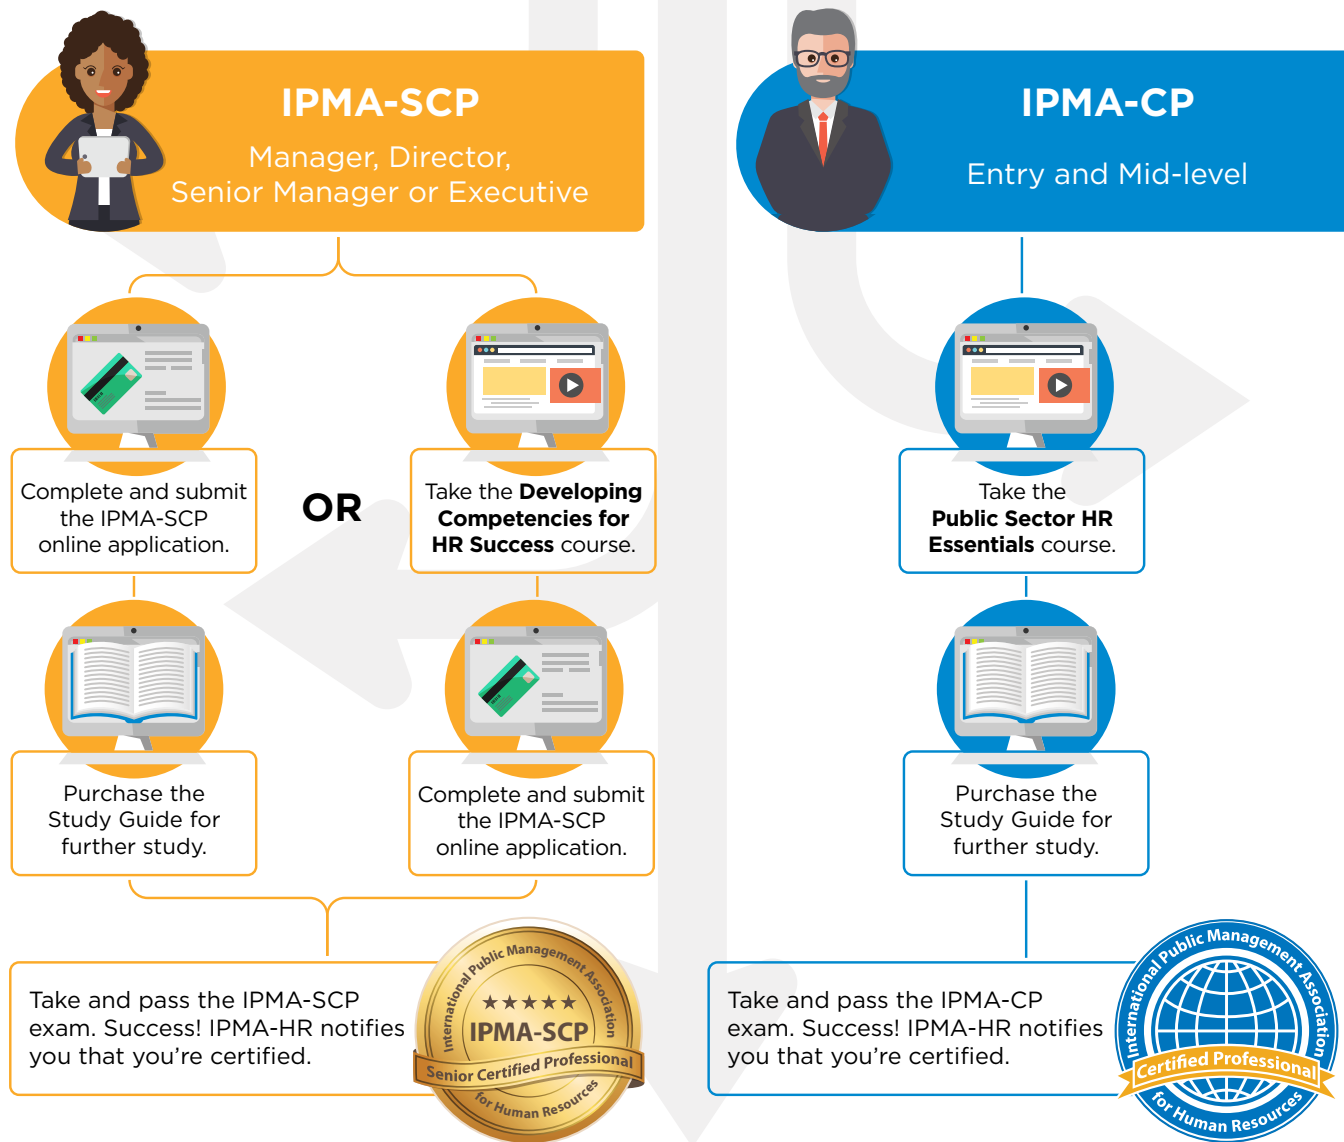 IPMA-SCP
Manager, Director,
Senior Manager or Executive
Complete and submit
the IPMA-SCP
online application.
OR
Take the Developing
Competencies for
HR Success course.
Purchase the
Study Guide for
further study.
Complete and submit
the IPMA-SCP
online application.
Take and pass the IPMA-SCP
exam. Success! IPMA-HR notifies
you that you’re certified.
International Public Management Association
★★★★★
IPMA-SCP
Senior Certified Professional
for Human Resources
IPMA-CP
Entry and Mid-level
Take the
Public Sector HR
Essentials course.
Purchase the
Study Guide for
further study.
Take and pass the IPMA-CP
exam. Success! IPMA-HR notifies
you that you’re certified.
International Public Management Association
Certified Professional
for Human Resources